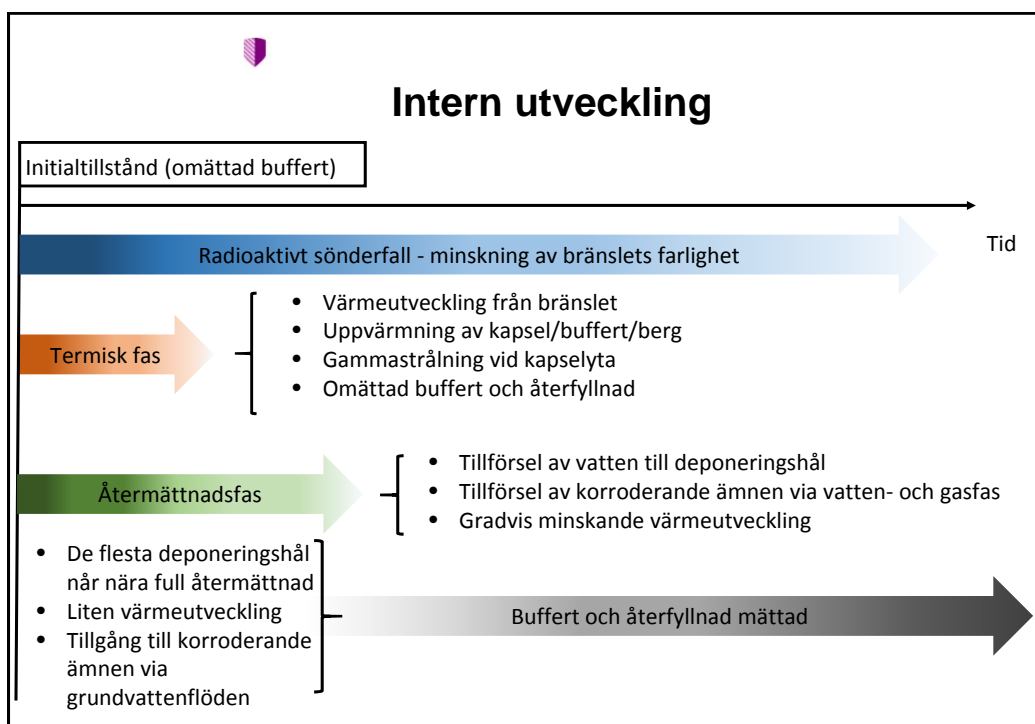 Intern utveckling
Initialtillstånd (omättad buffert)
Tid
Radioaktivt sönderfall - minskning av bränslets farlighet
• Värmeutveckling från bränslet
• Uppvärmning av kapsel/buffert/berg
• Gammastrålning vid kapselyta
• Omättad buffert och återfyllnad
Termisk fas
Återmättnadsfas
• Tillförsel av vatten till deponeringshål
• Tillförsel av korroderande ämnen via vatten- och gasfas
• Gradvis minskande värmeutveckling
• De flesta deponeringshål
når nära full återmättnad
• Liten värmeutveckling
• Tillgång till korroderande
ämnen via
grundvattenflöden
Buffert och återfyllnad mättad